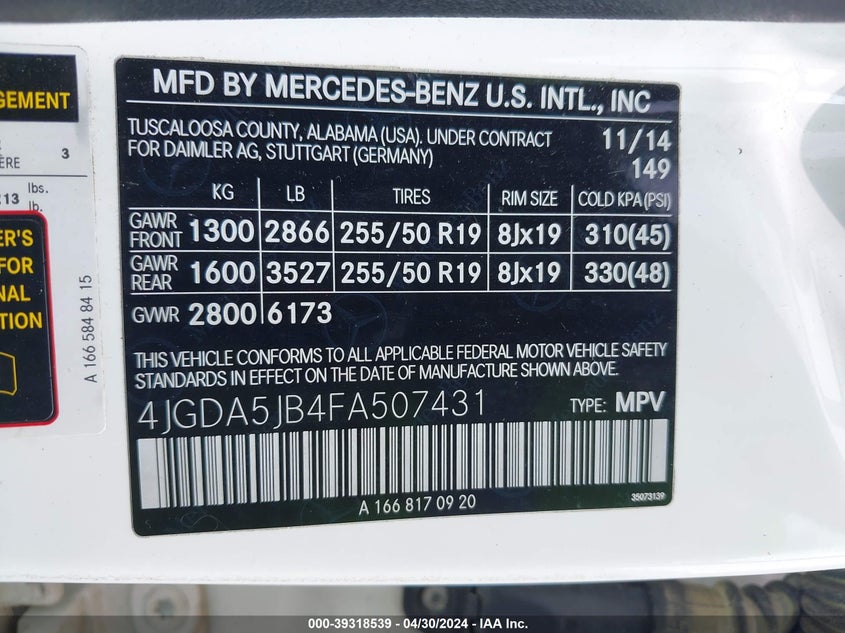 GEMENT
ERE 3
213 lbs.
lb.
ER'S
FOR
NAL
TION
A 166 584 84 15
MFD BY MERCEDES-BENZ U.S. INTL., INC
TUSCALOOSA COUNTY, ALABAMA (USA). UNDER CONTRACT 11/14
FOR DAIMLER AG, STUTTGART (GERMANY) 149
KG LB TIRES RIM SIZE COLD KPA (PSI)
GAWR FRONT 1300 2866 255/50 R19 8Jx19 310(45)
GAWR REAR 1600 3527 255/50 R19 8Jx19 330(48)
GVWR 2800 6173
THIS VEHICLE CONFORMS TO ALL APPLICABLE FEDERAL MOTOR VEHICLE SAFETY
STANDARDS IN EFFECT ON THE DATE OF MANUFACTURE SHOWN ABOVE.
4JGDA5JB4FA507431 TYPE: MPV
A 166 817 09 20 35073139
000-39318539 - 04/30/2024 - IAA Inc.